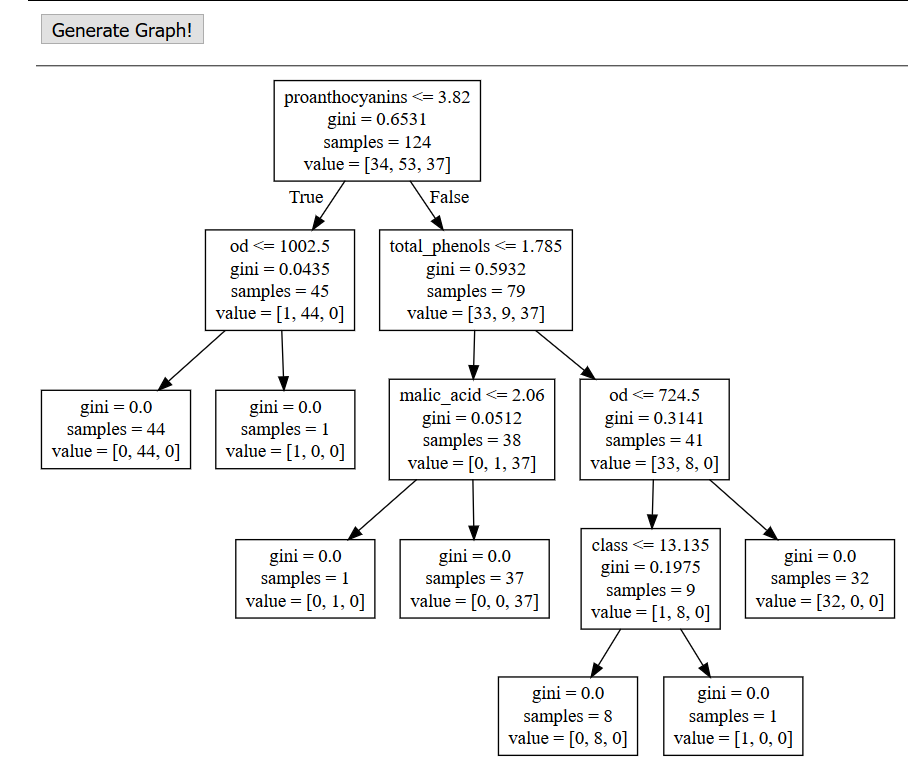 Generate Graph!
proanthocyanins <= 3.82
gini = 0.6531
samples = 124
value = [34, 53, 37]
True
False
od <= 1002.5
gini = 0.0435
samples = 45
value = [1, 44, 0]
total_phenols <= 1.785
gini = 0.5932
samples = 79
value = [33, 9, 37]
gini = 0.0
samples = 44
value = [0, 44, 0]
gini = 0.0
samples = 1
value = [1, 0, 0]
malic_acid <= 2.06
gini = 0.0512
samples = 38
value = [0, 1, 37]
od <= 724.5
gini = 0.3141
samples = 41
value = [33, 8, 0]
gini = 0.0
samples = 1
value = [0, 1, 0]
gini = 0.0
samples = 37
value = [0, 0, 37]
class <= 13.135
gini = 0.1975
samples = 9
value = [1, 8, 0]
gini = 0.0
samples = 32
value = [32, 0, 0]
gini = 0.0
samples = 8
value = [0, 8, 0]
gini = 0.0
samples = 1
value = [1, 0, 0]